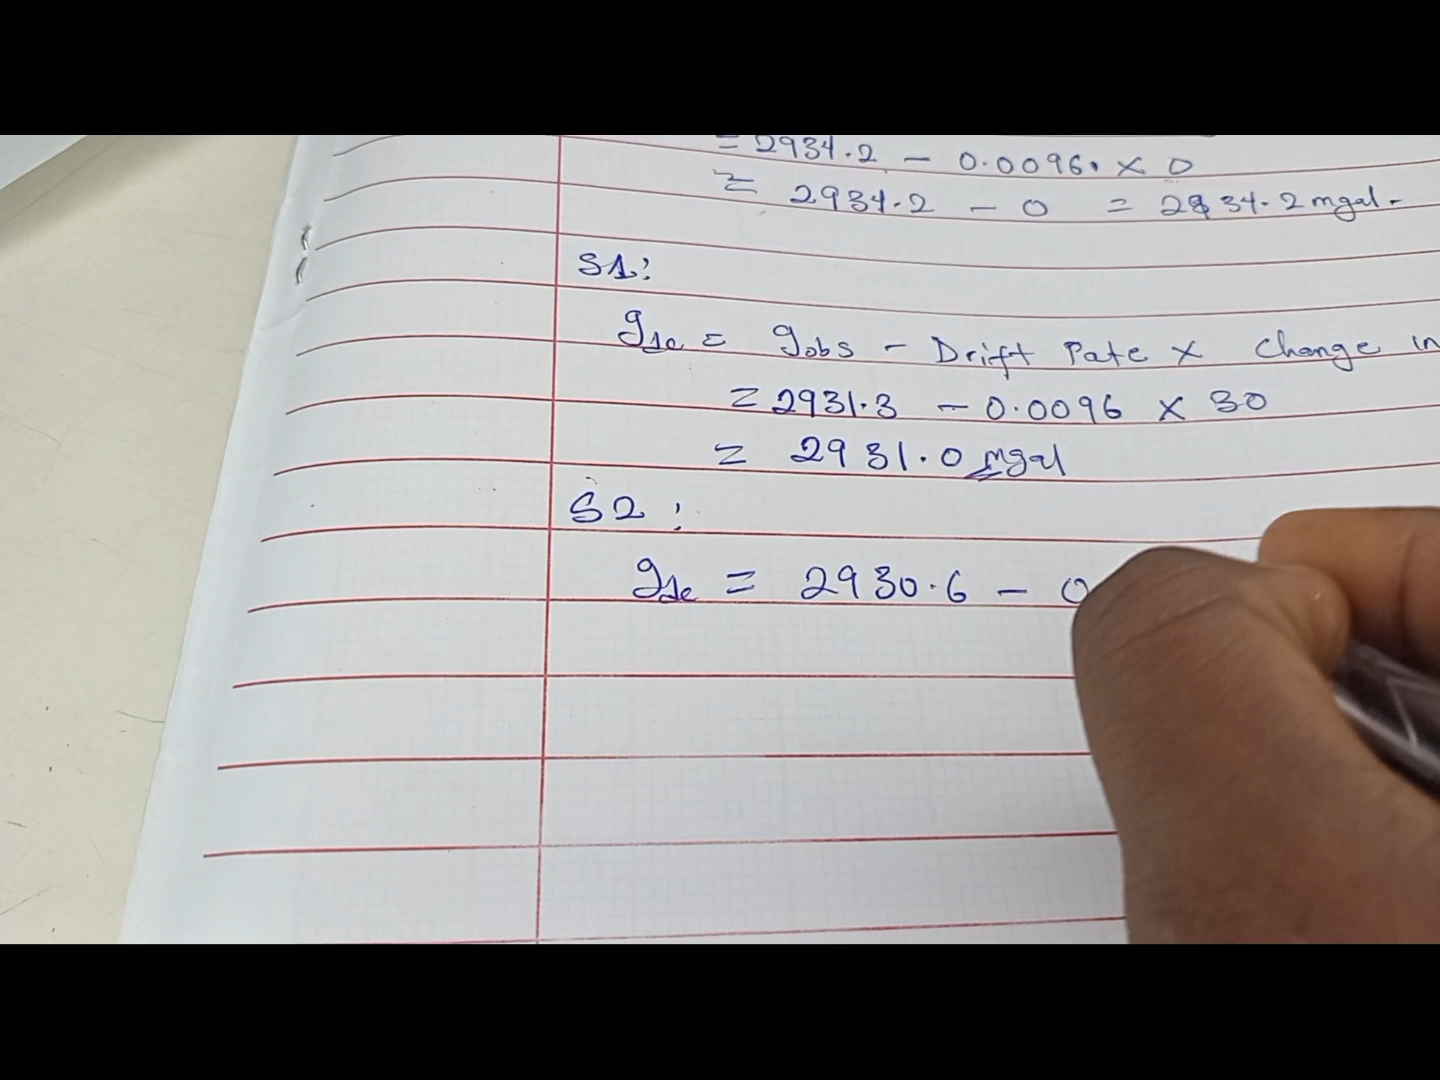 = 2934.2 - 0.0096. × 0
= 2934.2 - 0 = 2934.2 mgal.
S1:
g1c = gobs - Drift Rate × Change in
= 2931.3 - 0.0096 × 30
= 2931.0 mgal
S2:
g1c = 2930.6 - 0